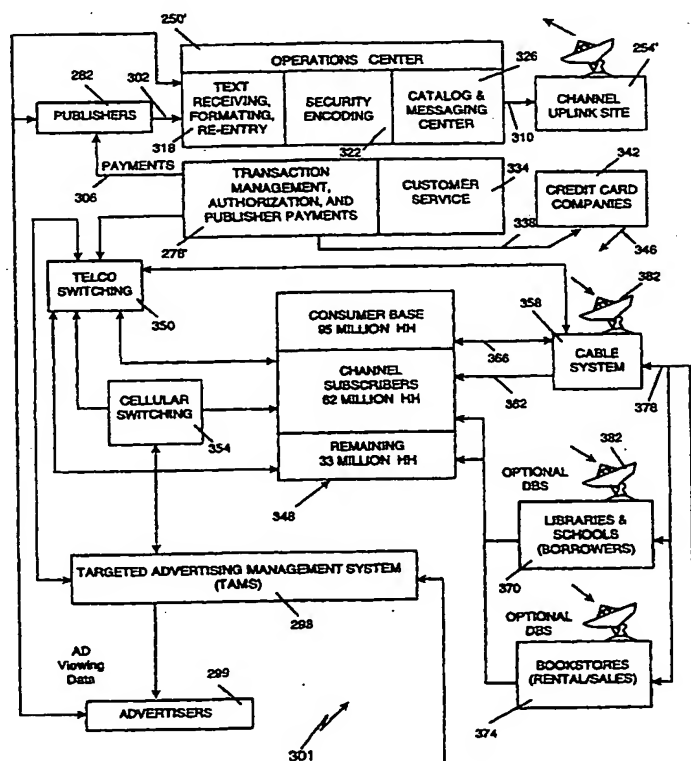 250'
OPERATIONS CENTER
326
254'
282
302
PUBLISHERS
TEXT
RECEIVING,
FORMATING,
RE-ENTRY
318
SECURITY
ENCODING
322
CATALOG &
MESSAGING
CENTER
310
CHANNEL
UPLINK SITE
PAYMENTS
306
TRANSACTION
MANAGEMENT,
AUTHORIZATION, AND
PUBLISHER PAYMENTS
278'
334
CUSTOMER
SERVICE
338
342
CREDIT CARD
COMPANIES
346
TELCO
SWITCHING
350
CONSUMER BASE
95 MILLION HH
358
382
366
CABLE
SYSTEM
CHANNEL
SUBSCRIBERS
62 MILLION HH
362
378
CELLULAR
SWITCHING
354
REMAINING
33 MILLION HH
348
OPTIONAL
DBS
382
LIBRARIES &
SCHOOLS
(BORROWERS)
370
TARGETED ADVERTISING MANAGEMENT SYSTEM
(TAMS)
298
OPTIONAL
DBS
AD
Viewing
Data
299
ADVERTISERS
BOOKSTORES
(RENTAL/SALES)
374
301